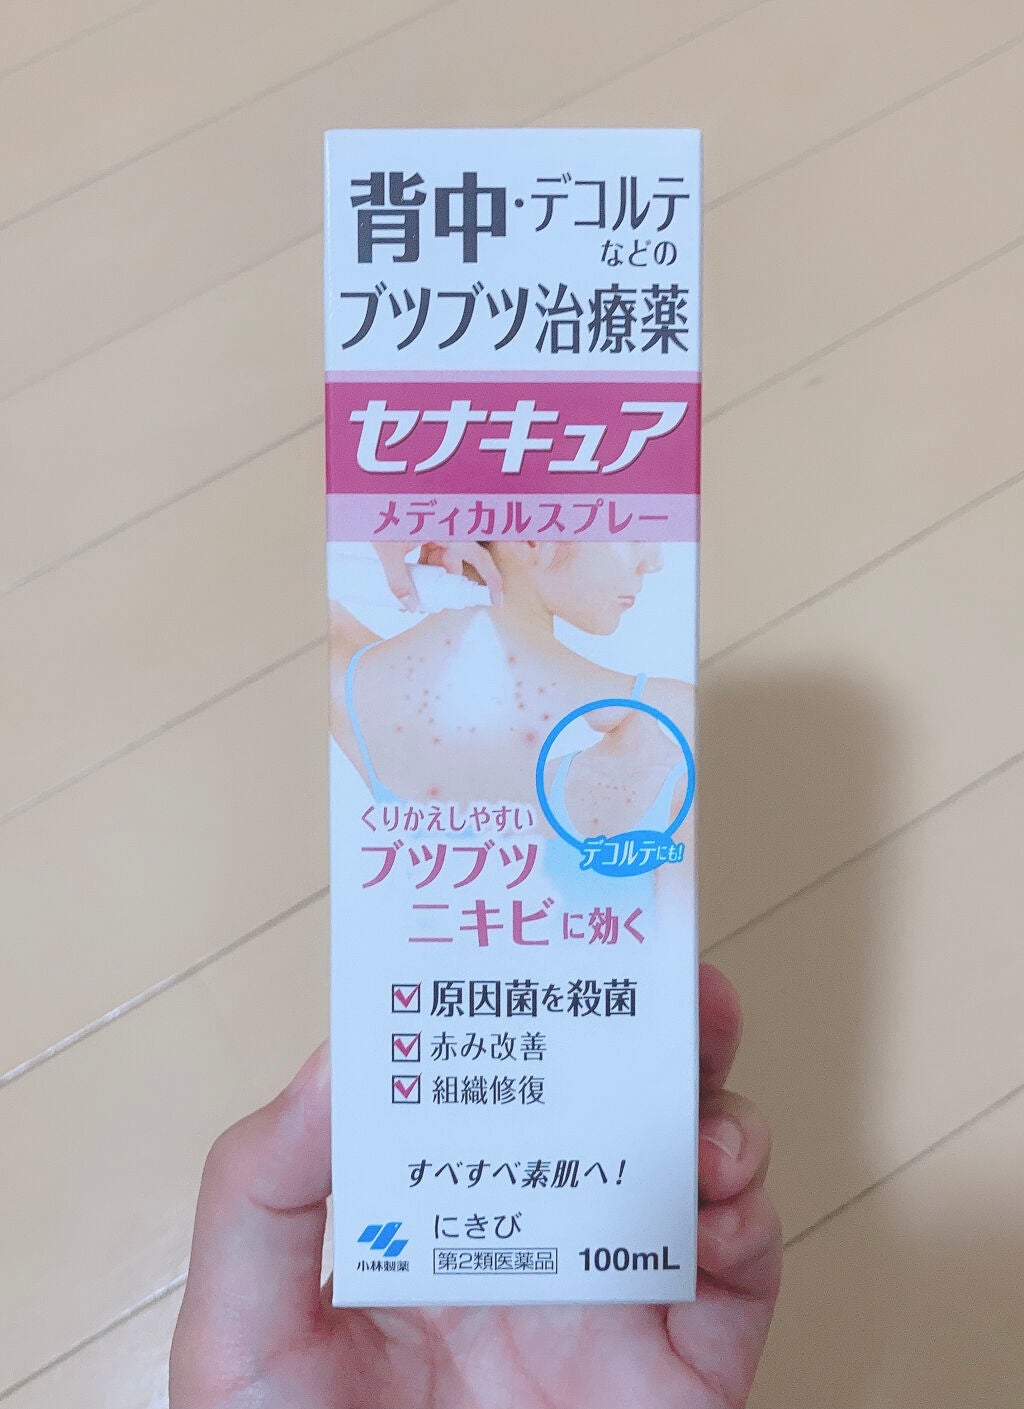 背中・デコルテ
などの
ブツブツ治療薬
セナキュア
メディカルスプレー
デコルテにも!
くりかえしやすい
ブツブツ
ニキビに効く
原因菌を殺菌
赤み改善
組織修復
すべすべ素肌へ!
にきび
小林製薬
第2類医薬品
100mL